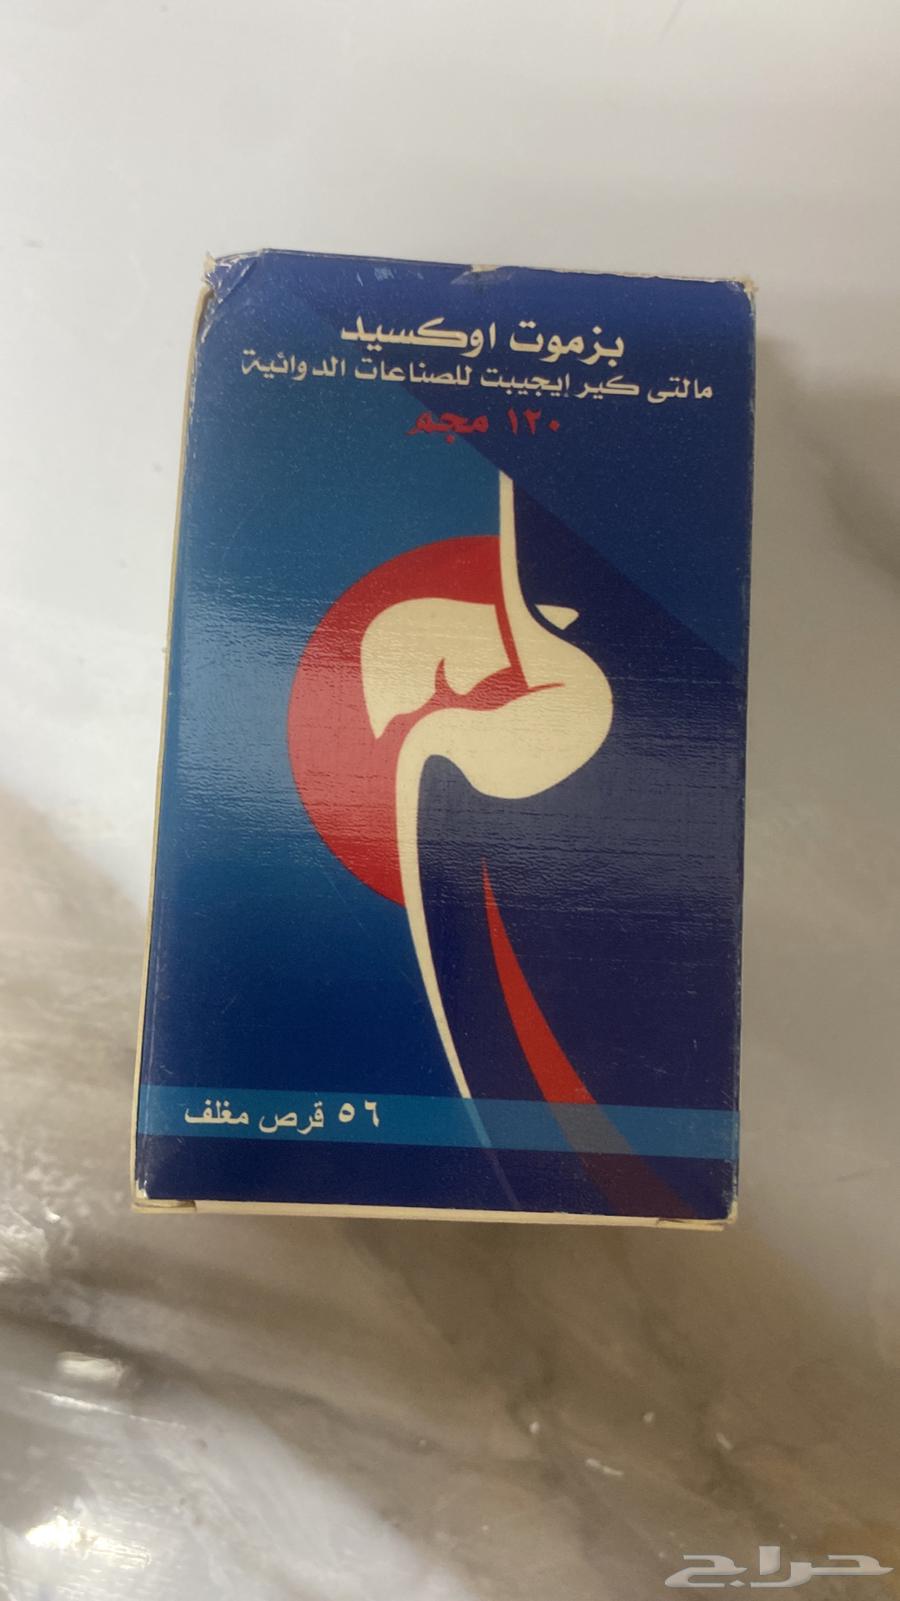 بزموت اوكسيد
مالتى كير إيجيبت للصناعات الدوائية
١٢٠ مجم
٥٦ قرص مغلف
حراج